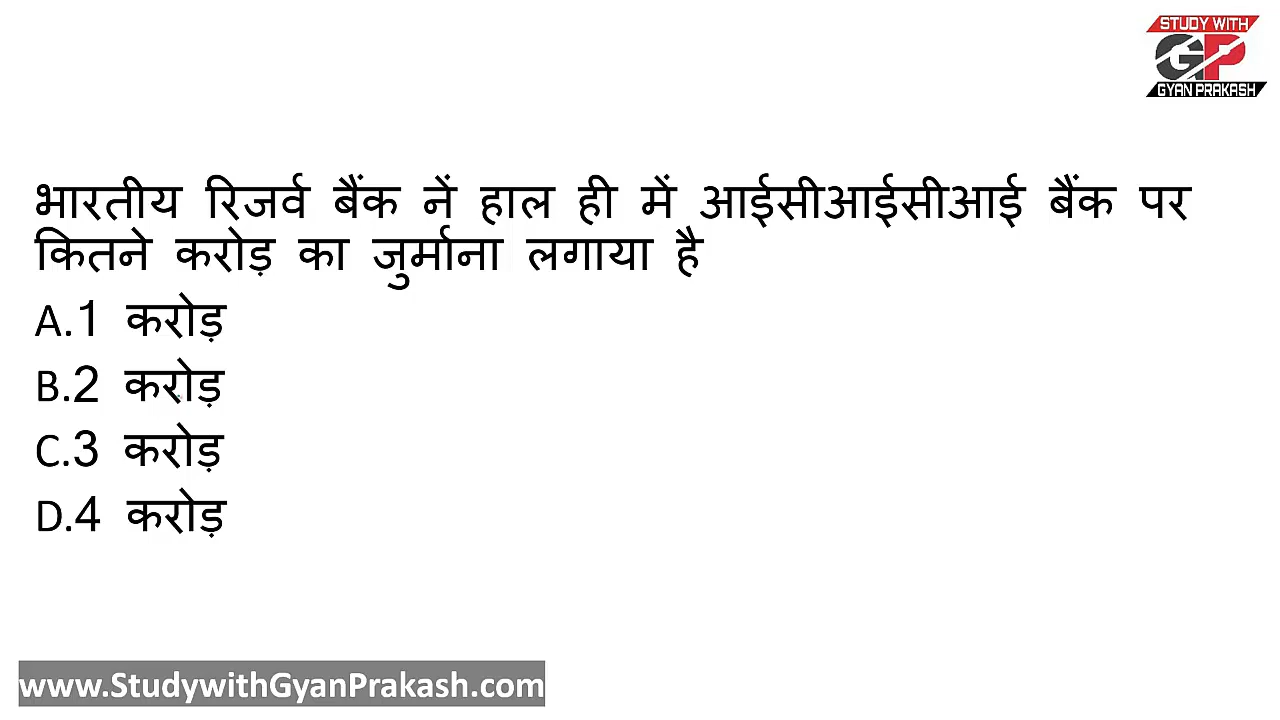 STUDY WITH
GP
GYAN PRAKASH
भारतीय रिजर्व बैंक नें हाल ही में आईसीआईसीआई बैंक पर
कितने करोड़ का जुर्माना लगाया है
A.1 करोड़
B.2 करोड़
C.3 करोड़
D.4 करोड़
www.StudywithGyanPrakash.com